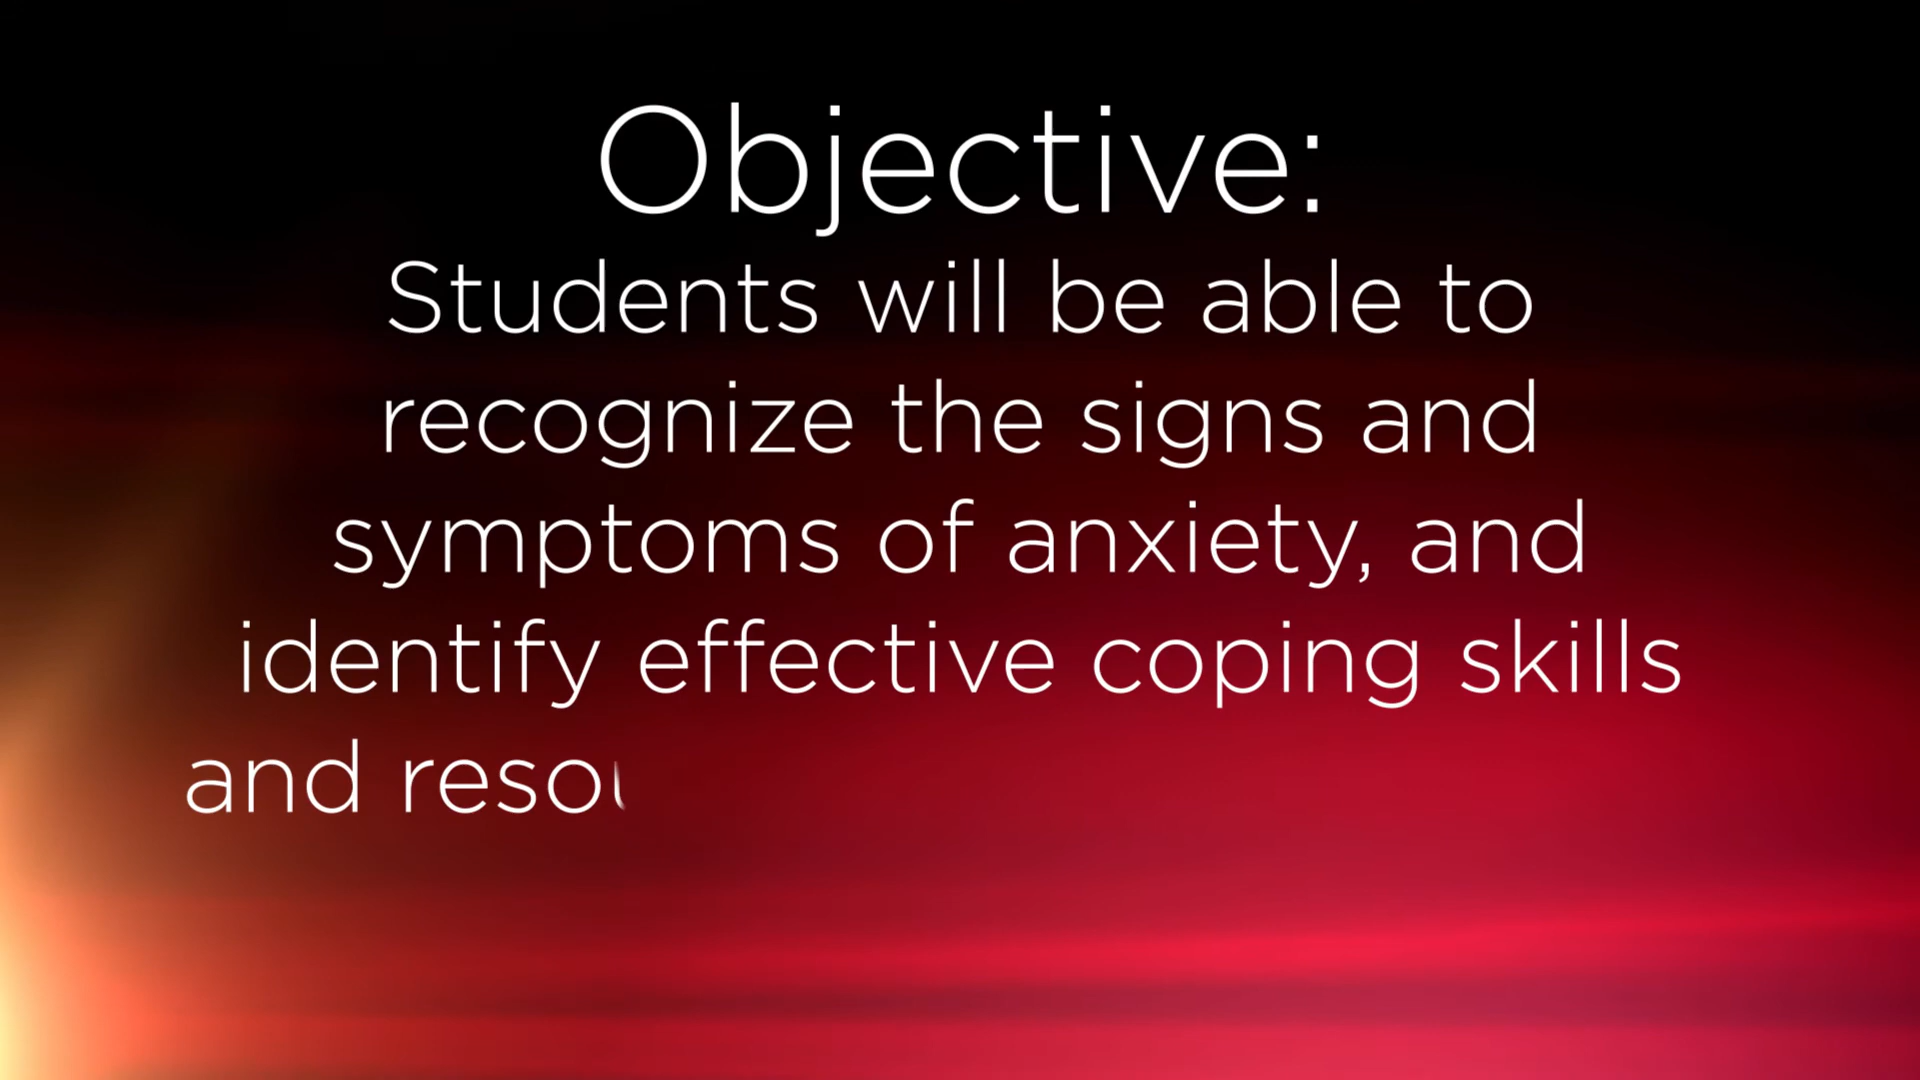 Objective:
Students will be able to
recognize the signs and
symptoms of anxiety, and
identify effective coping skills
and reso